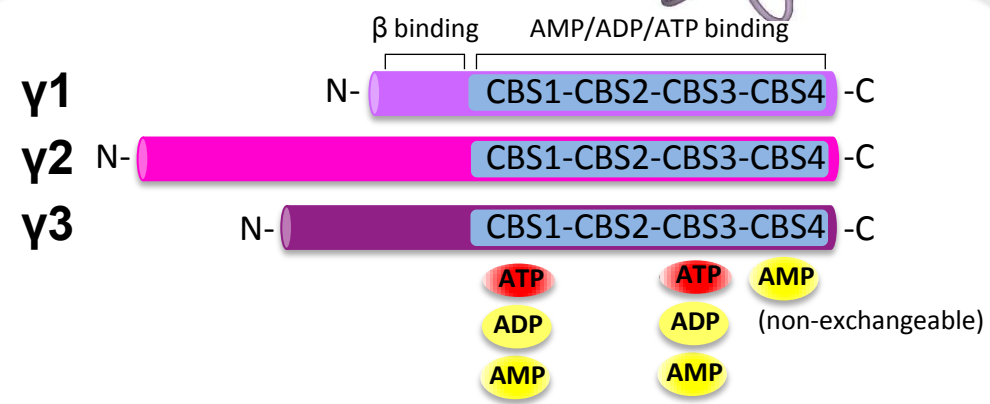 β binding AMP/ADP/ATP binding
γ1 N- CBS1-CBS2-CBS3-CBS4 -C
γ2 N- CBS1-CBS2-CBS3-CBS4 -C
γ3 N- CBS1-CBS2-CBS3-CBS4 -C
ATP ATP AMP
ADP ADP (non-exchangeable)
AMP AMP